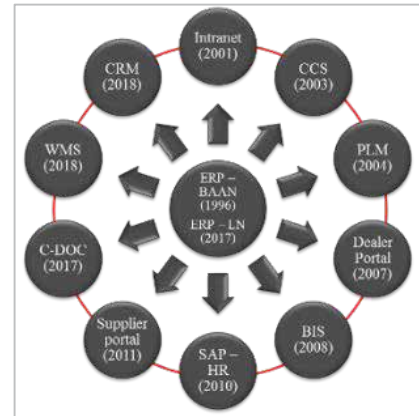 Intranet
(2001)
CCS
(2003)
PLM
(2004)
Dealer
Portal
(2007)
BIS
(2008)
SAP –
HR
(2010)
Supplier
portal
(2011)
C-DOC
(2017)
WMS
(2018)
CRM
(2018)
ERP –
BAAN
(1996)
ERP – LN
(2017)